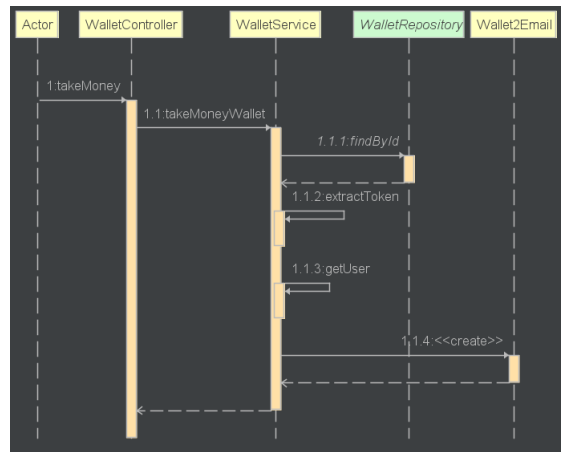 Actor WalletController WalletService WalletRepository Wallet2Email
1:takeMoney
1.1:takeMoneyWallet
1.1.1:findById
1.1.2:extractToken
1.1.3:getUser
1.1.4:<<create>>